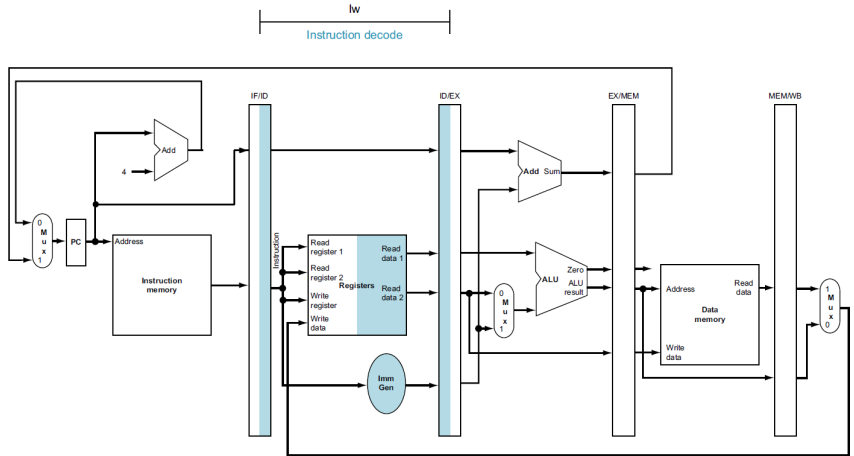 lw
Instruction decode
IF/ID
ID/EX
EX/MEM
MEM/WB
Add
4
Add Sum
0
M
u
x
1
PC
Address
Instruction
memory
Instruction
Read
register 1
Read
register 2
Registers
Write
register
Write
data
Read
data 1
Read
data 2
Imm
Gen
0
M
u
x
1
ALU
Zero
ALU
result
Address
Read
data
Data
memory
Write
data
1
M
u
x
0